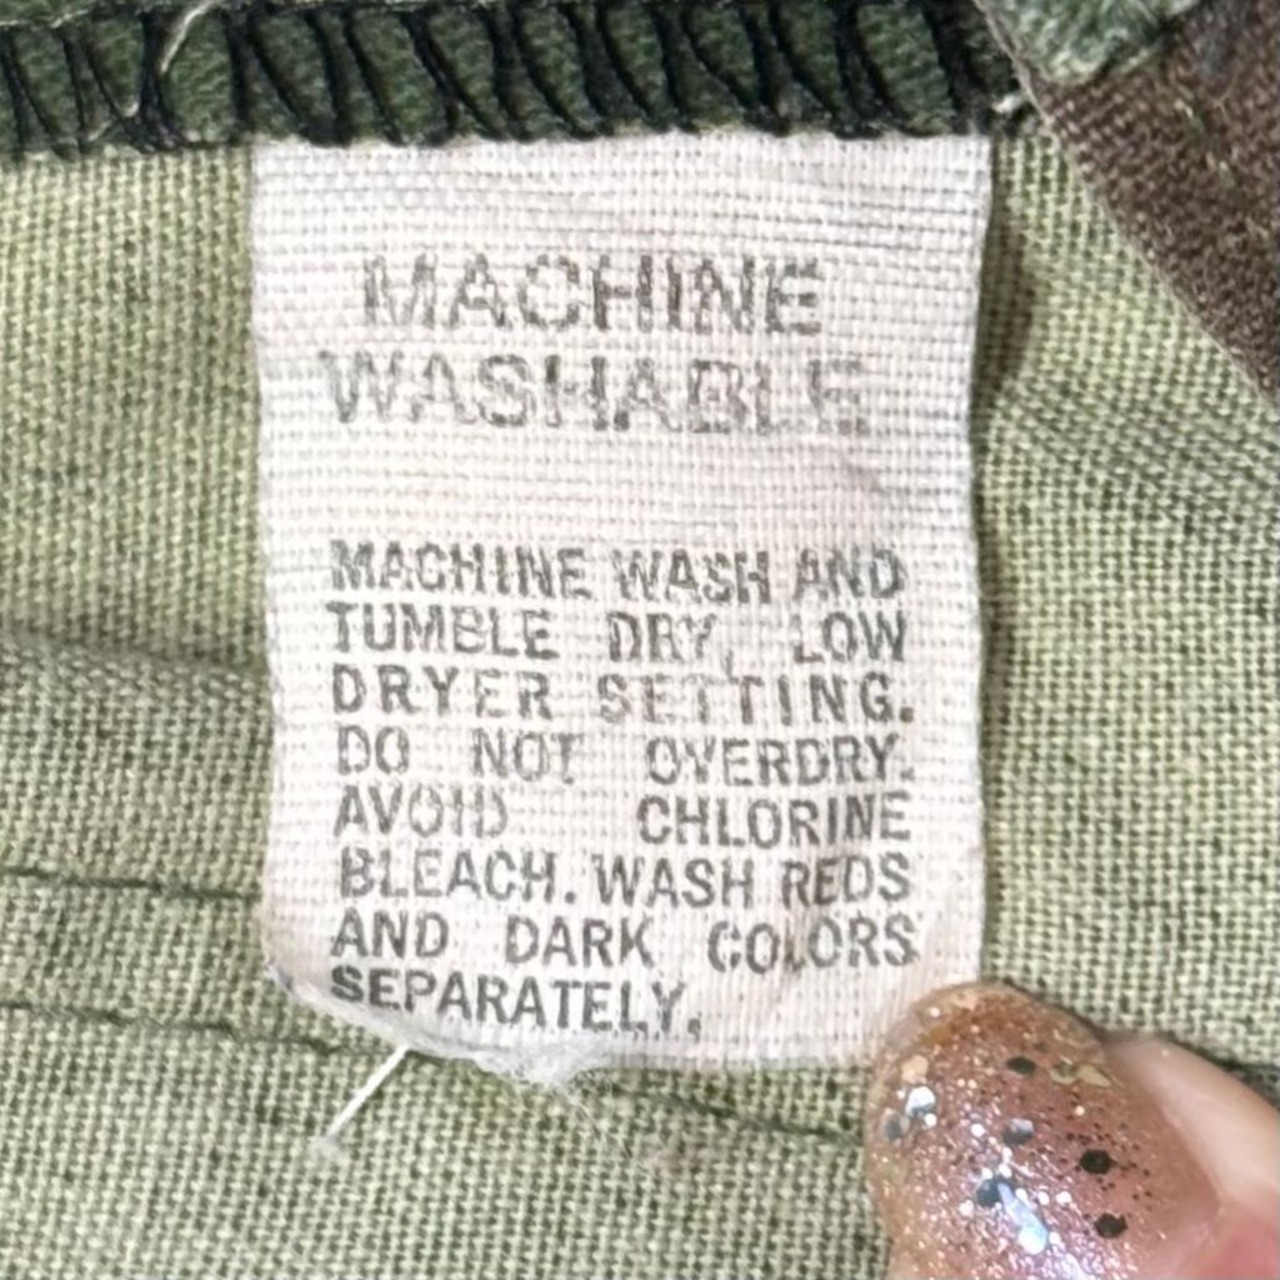 MACHINE
WASHABLE
MACHINE WASH AND
TUMBLE DRY, LOW
DRYER SETTING.
DO NOT OVERDRY.
AVOID CHLORINE
BLEACH. WASH REDS
AND DARK COLORS
SEPARATELY.